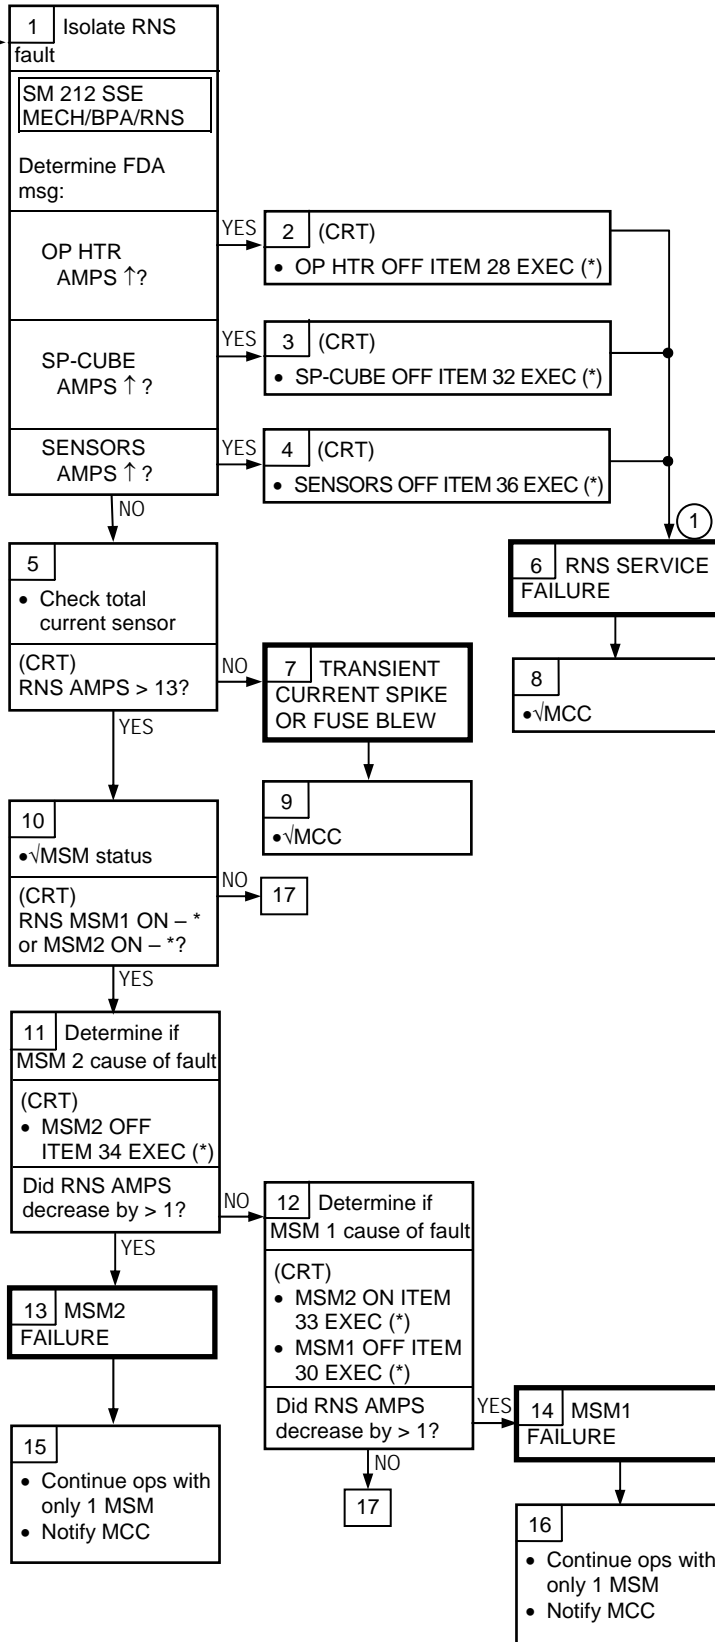 1 Isolate RNS
fault
SM 212 SSE
MECH/BPA/RNS
Determine FDA
msg:
OP HTR
AMPS ↑?
YES
2 (CRT)
• OP HTR OFF ITEM 28 EXEC (*)
SP-CUBE
AMPS ↑ ?
YES
3 (CRT)
• SP-CUBE OFF ITEM 32 EXEC (*)
SENSORS
AMPS ↑ ?
YES
4 (CRT)
• SENSORS OFF ITEM 36 EXEC (*)
NO
1
6 RNS SERVICE
FAILURE
8
•√MCC
5
• Check total
current sensor
(CRT)
RNS AMPS > 13?
NO
7 TRANSIENT
CURRENT SPIKE
OR FUSE BLEW
9
•√MCC
YES
10
•√MSM status
(CRT)
RNS MSM1 ON – *
or MSM2 ON – *?
NO
17
YES
11 Determine if
MSM 2 cause of fault
(CRT)
• MSM2 OFF
ITEM 34 EXEC (*)
Did RNS AMPS
decrease by > 1?
NO
12 Determine if
MSM 1 cause of fault
(CRT)
• MSM2 ON ITEM
33 EXEC (*)
• MSM1 OFF ITEM
30 EXEC (*)
Did RNS AMPS
decrease by > 1?
YES
14 MSM1
FAILURE
NO
17
YES
13 MSM2
FAILURE
15
• Continue ops with
only 1 MSM
• Notify MCC
16
• Continue ops with
only 1 MSM
• Notify MCC